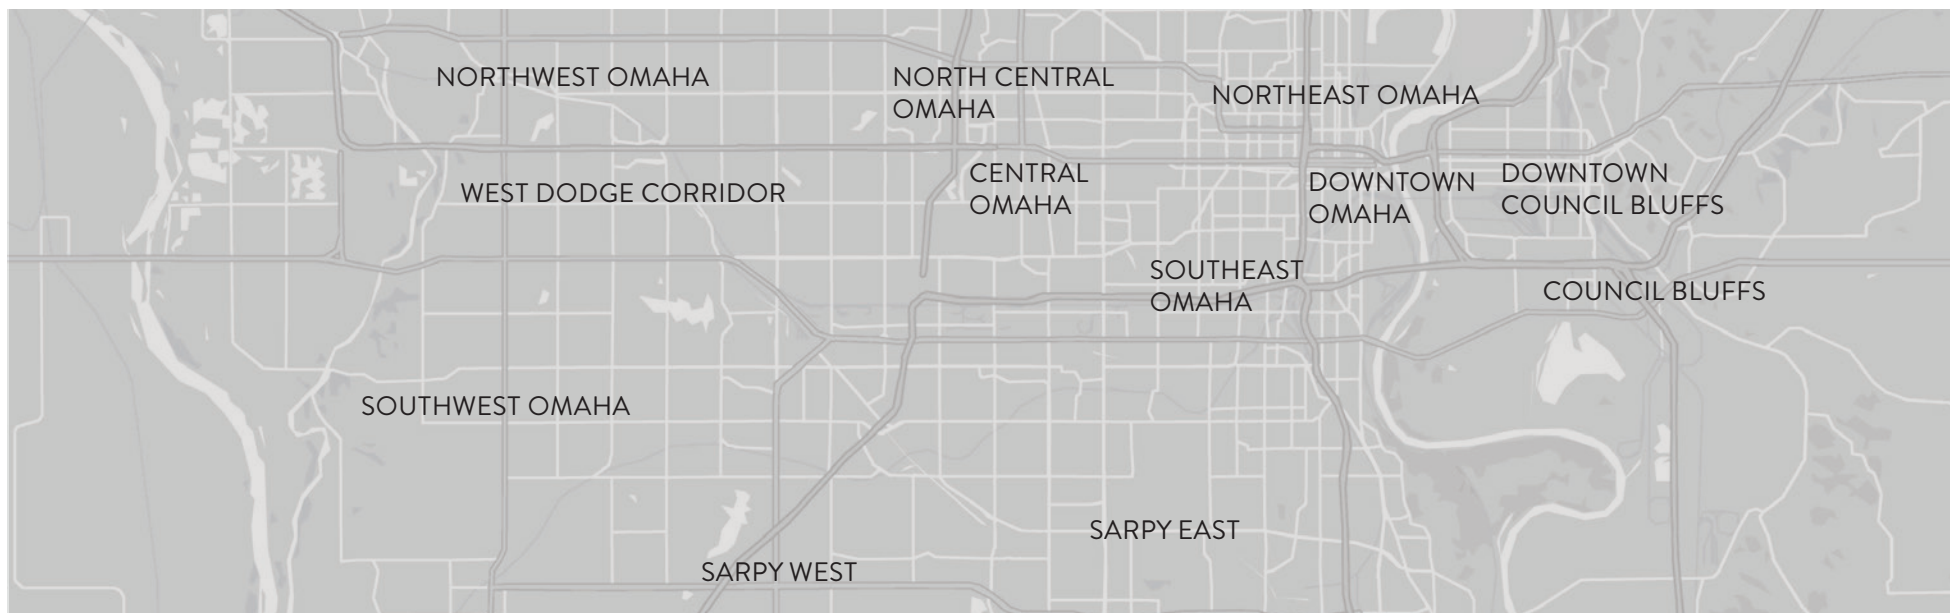 NORTHWEST OMAHA
NORTH CENTRAL
OMAHA
NORTHEAST OMAHA
WEST DODGE CORRIDOR
CENTRAL
OMAHA
DOWNTOWN
OMAHA
DOWNTOWN
COUNCIL BLUFFS
SOUTHEAST
OMAHA
COUNCIL BLUFFS
SOUTHWEST OMAHA
SARPY EAST
SARPY WEST